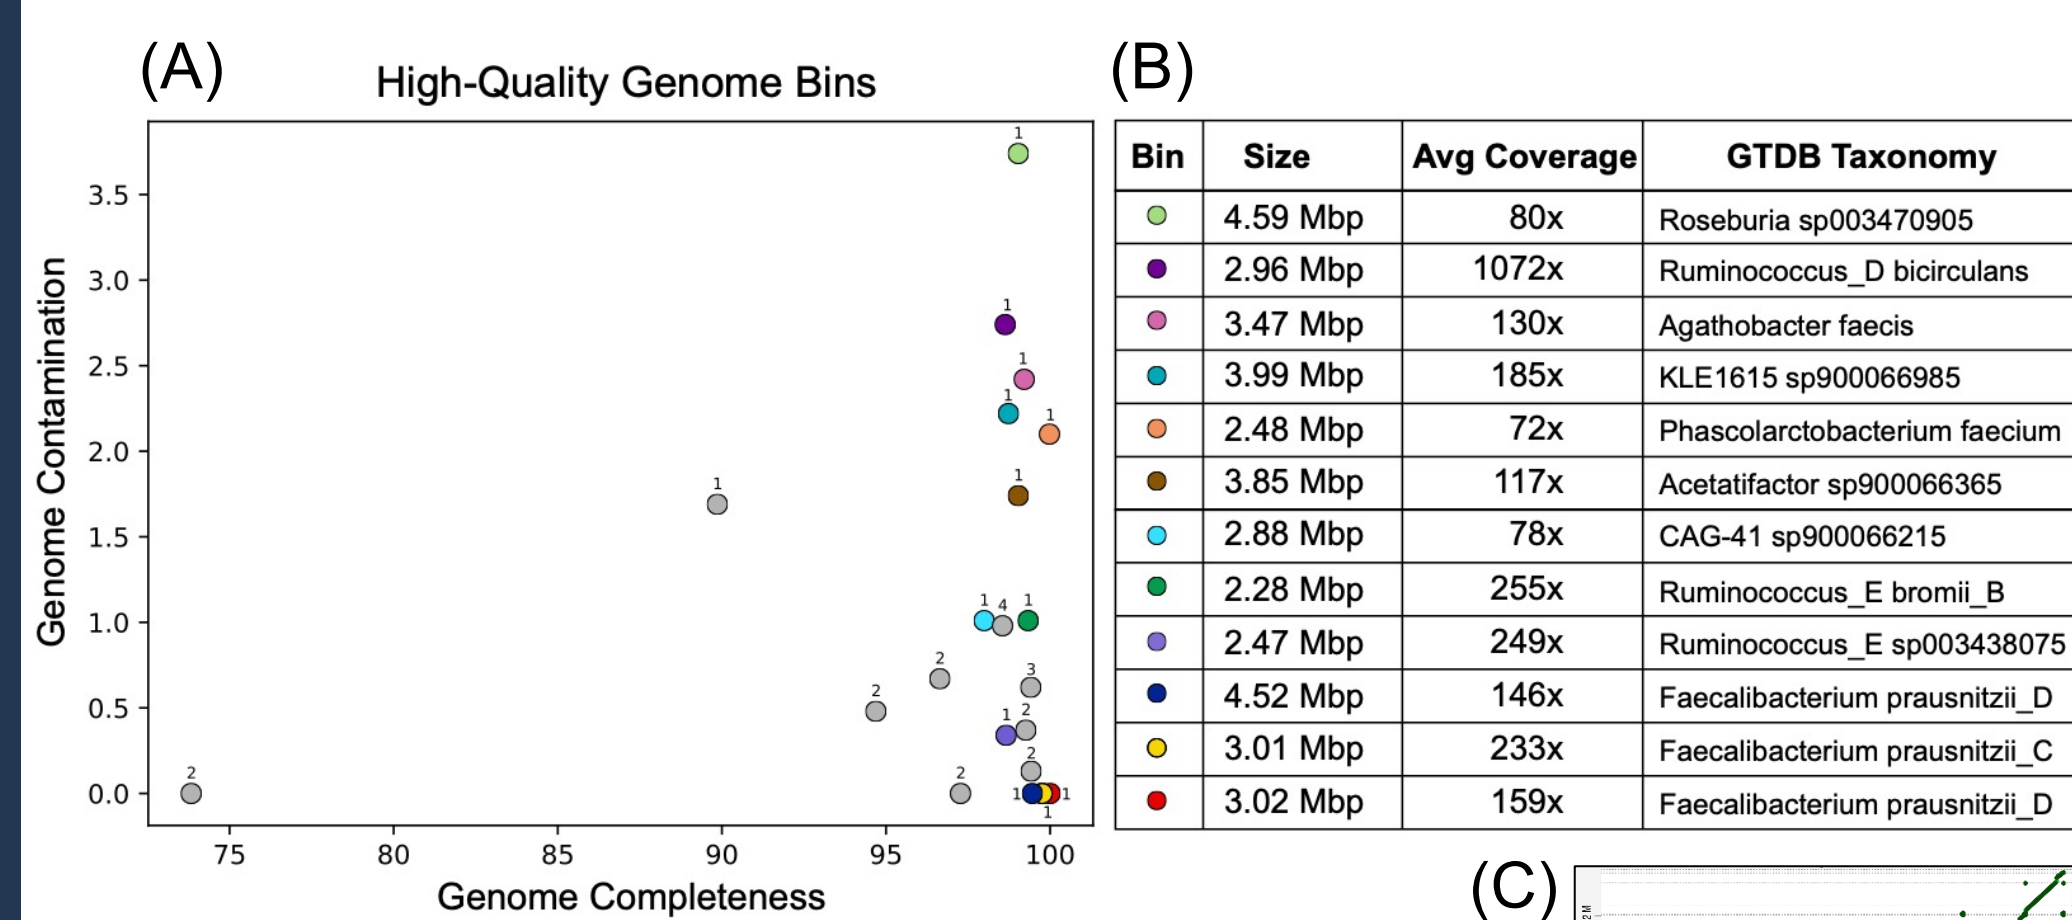 (A)
High-Quality Genome Bins
Genome Contamination
3.5
3.0
2.5
2.0
1.5
1.0
0.5
0.0
1
1
1
1
1
1
1
1
4
1
2
3
2
1
2
2
2
2
1
1
1
75
80
85
90
95
100
Genome Completeness
(B)
Bin Size Avg Coverage GTDB Taxonomy
4.59 Mbp 80x Roseburia sp003470905
2.96 Mbp 1072x Ruminococcus_D bicirculans
3.47 Mbp 130x Agathobacter faecis
3.99 Mbp 185x KLE1615 sp900066985
2.48 Mbp 72x Phascolarctobacterium faecium
3.85 Mbp 117x Acetatifactor sp900066365
2.88 Mbp 78x CAG-41 sp900066215
2.28 Mbp 255x Ruminococcus_E bromii_B
2.47 Mbp 249x Ruminococcus_E sp003438075
4.52 Mbp 146x Faecalibacterium prausnitzii_D
3.01 Mbp 233x Faecalibacterium prausnitzii_C
3.02 Mbp 159x Faecalibacterium prausnitzii_D
(C)